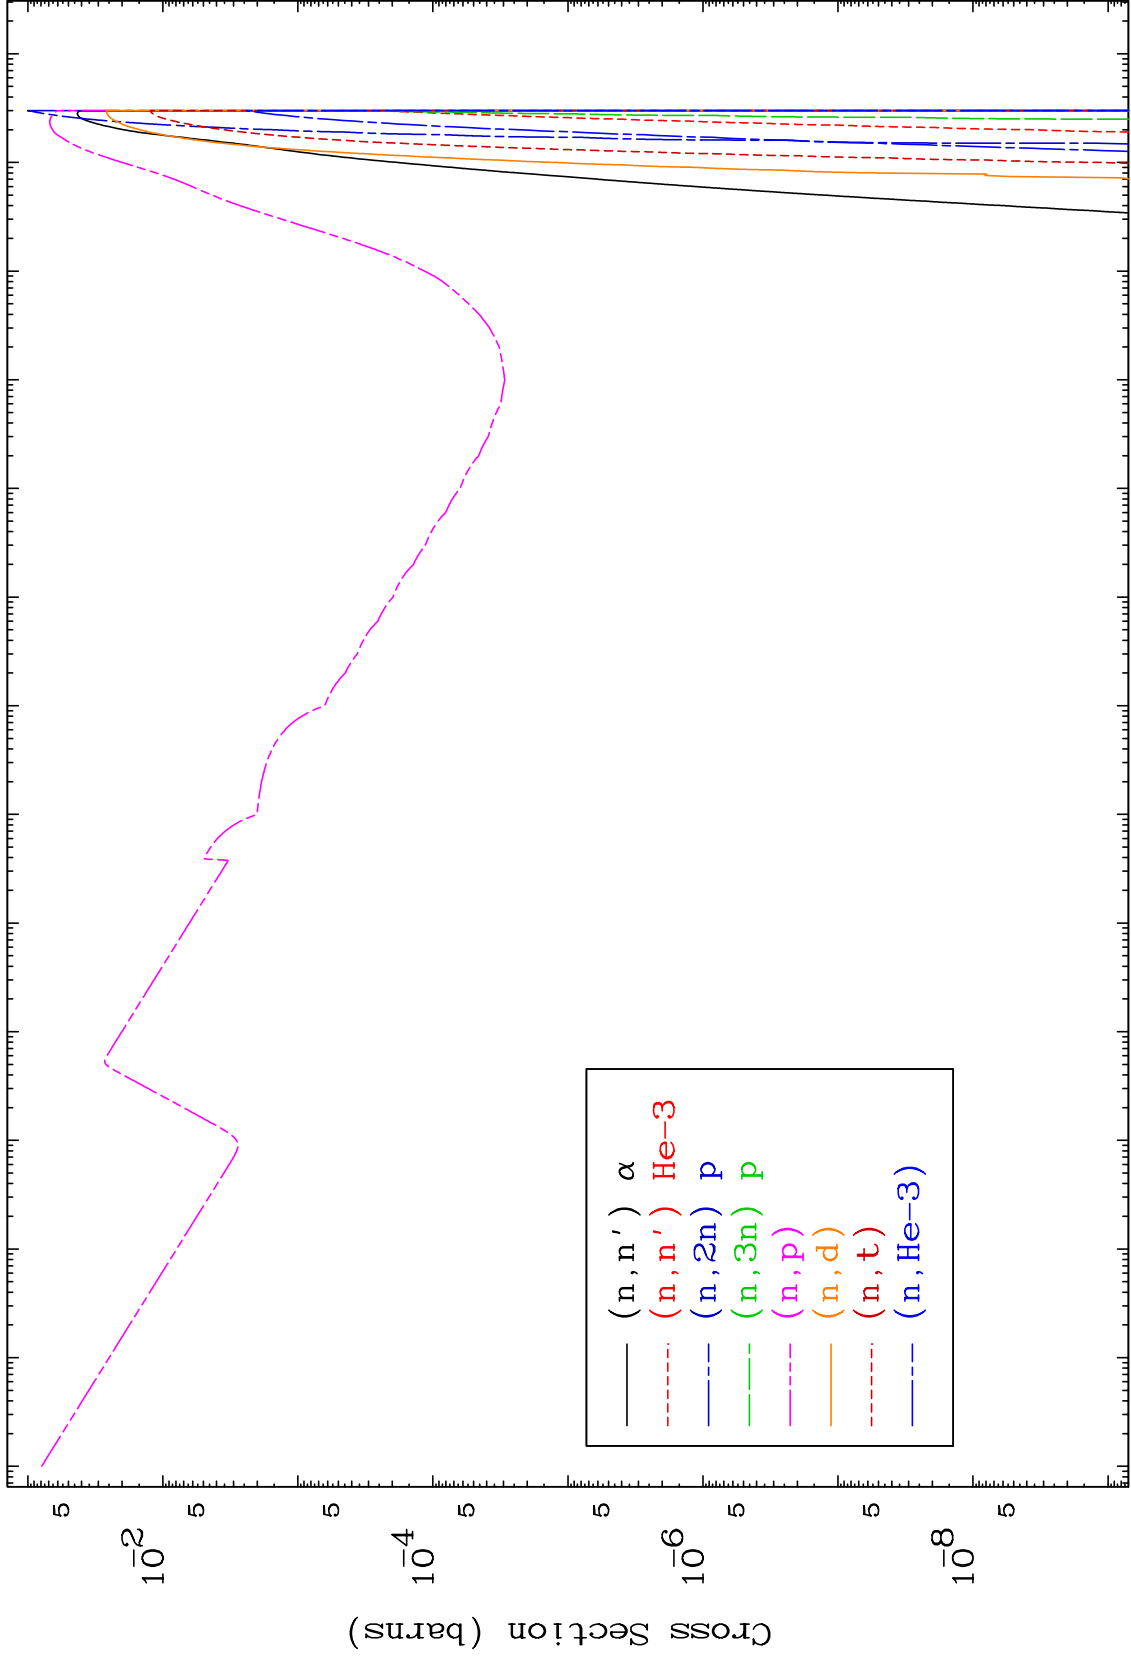 Cross Section (barns)
5
10⁻²
5
5
10⁻⁴
5
5
10⁻⁶
5
5
10⁻⁸
5
(n,n') α
(n,n') He-3
(n,2n) p
(n,3n) p
(n,p)
(n,d)
(n,t)
(n,He-3)